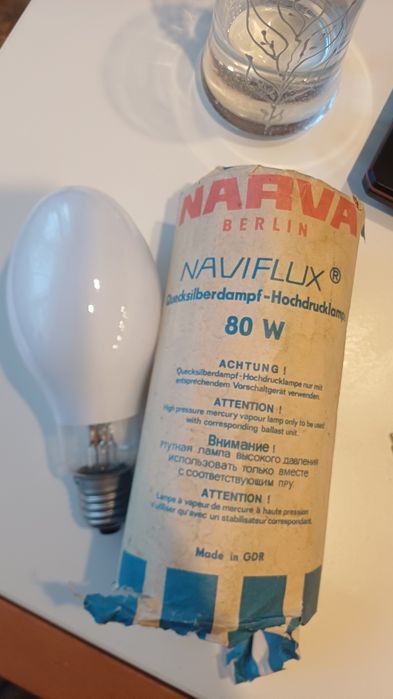 NARVA
BERLIN
NAVIFLUX ®
Quecksilberdampf-Hochdrucklampe
80 W
ACHTUNG !
Quecksilberdampf-Hochdrucklampe nur mit
entsprechendem Vorschaltgerät verwenden.
ATTENTION !
High pressure mercury vapour lamp only to be used
with corresponding ballast unit.
Внимание !
Ртутная лампа высокого давления
использовать только вместе
с соответствующим пру
ATTENTION !
Lampe à vapeur de mercure à haute pression
n'utiliser qu'avec un stabilisateur correspondant.
Made in GDR